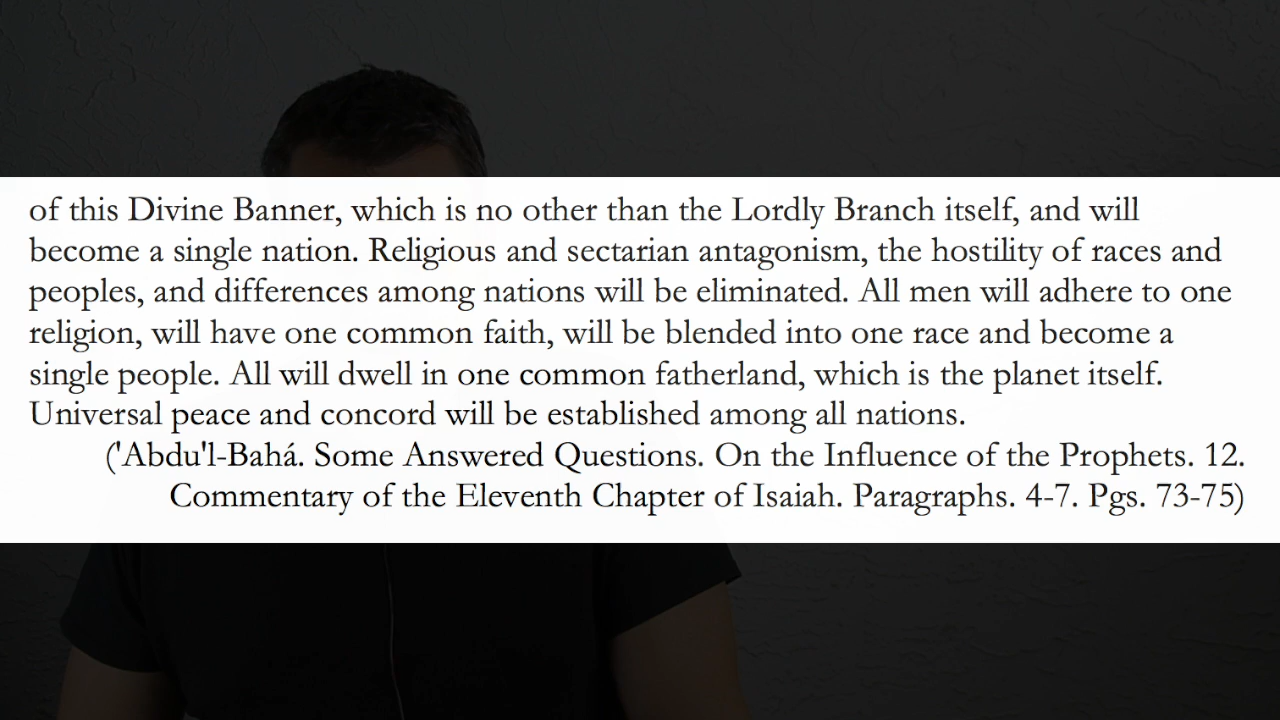 of this Divine Banner, which is no other than the Lordly Branch itself, and will
become a single nation. Religious and sectarian antagonism, the hostility of races and
peoples, and differences among nations will be eliminated. All men will adhere to one
religion, will have one common faith, will be blended into one race and become a
single people. All will dwell in one common fatherland, which is the planet itself.
Universal peace and concord will be established among all nations.
('Abdu'l-Bahá. Some Answered Questions. On the Influence of the Prophets. 12.
Commentary of the Eleventh Chapter of Isaiah. Paragraphs. 4-7. Pgs. 73-75)